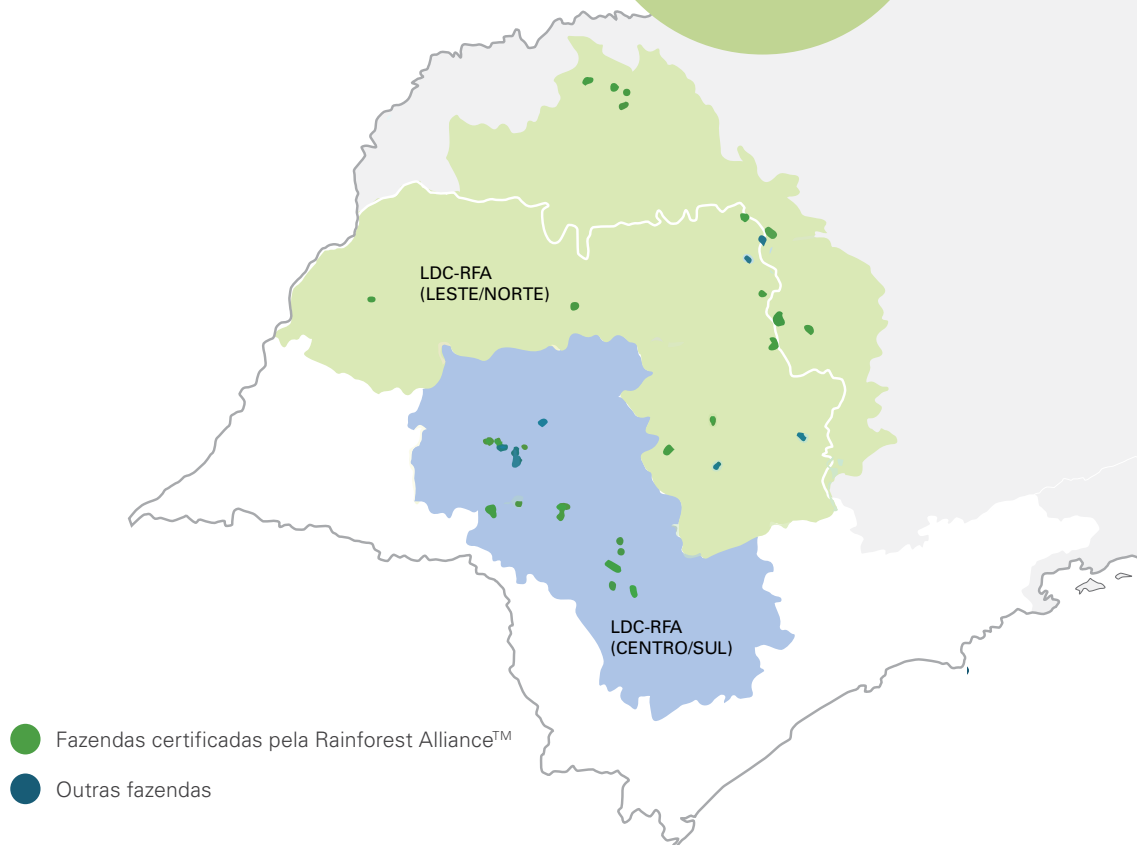 LDC-RFA
(LESTE/NORTE)
LDC-RFA
(CENTRO/SUL)
Fazendas certificadas pela Rainforest Alliance™
Outras fazendas